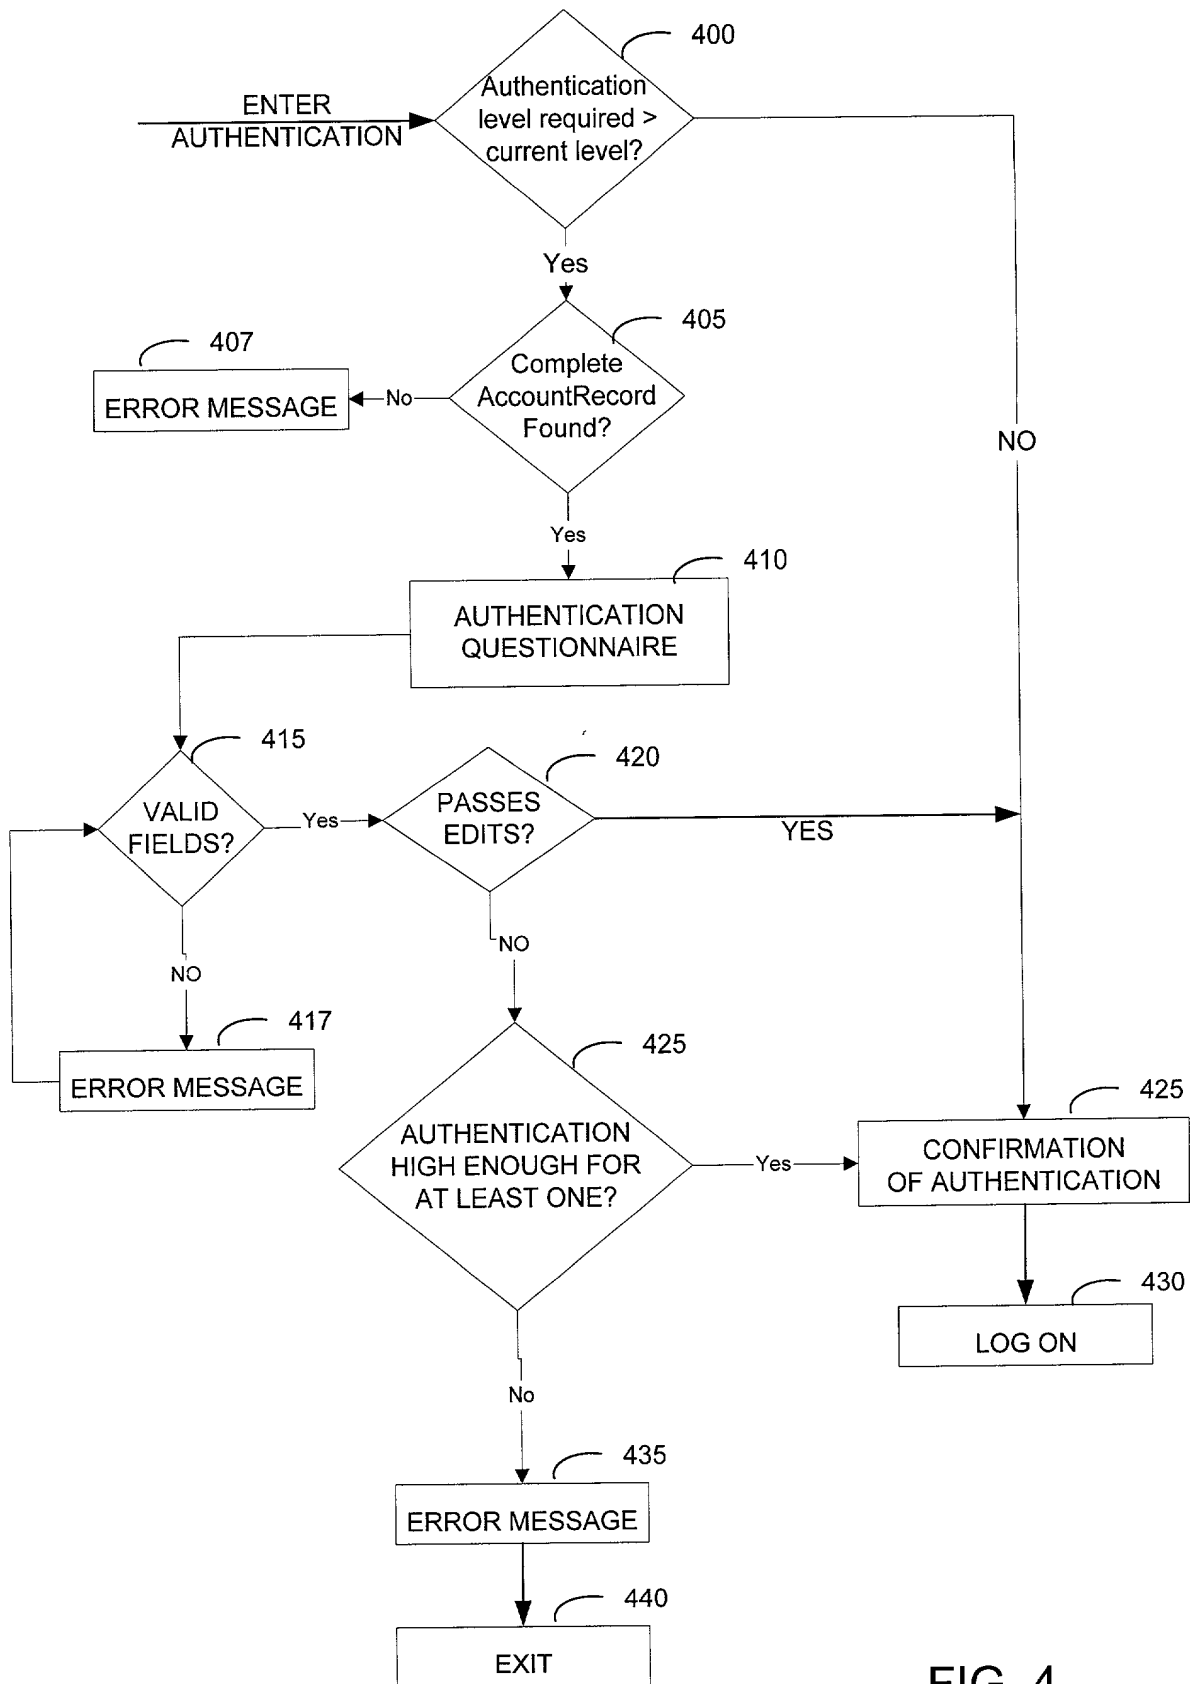 400
Authentication
level required >
current level?
ENTER
AUTHENTICATION
Yes
405
Complete
AccountRecord
Found?
407
ERROR MESSAGE
No
NO
Yes
410
AUTHENTICATION
QUESTIONNAIRE
415
VALID
FIELDS?
Yes
420
PASSES
EDITS?
YES
NO
NO
417
ERROR MESSAGE
425
AUTHENTICATION
HIGH ENOUGH FOR
AT LEAST ONE?
Yes
425
CONFIRMATION
OF AUTHENTICATION
430
LOG ON
No
435
ERROR MESSAGE
440
EXIT
FIG. 4